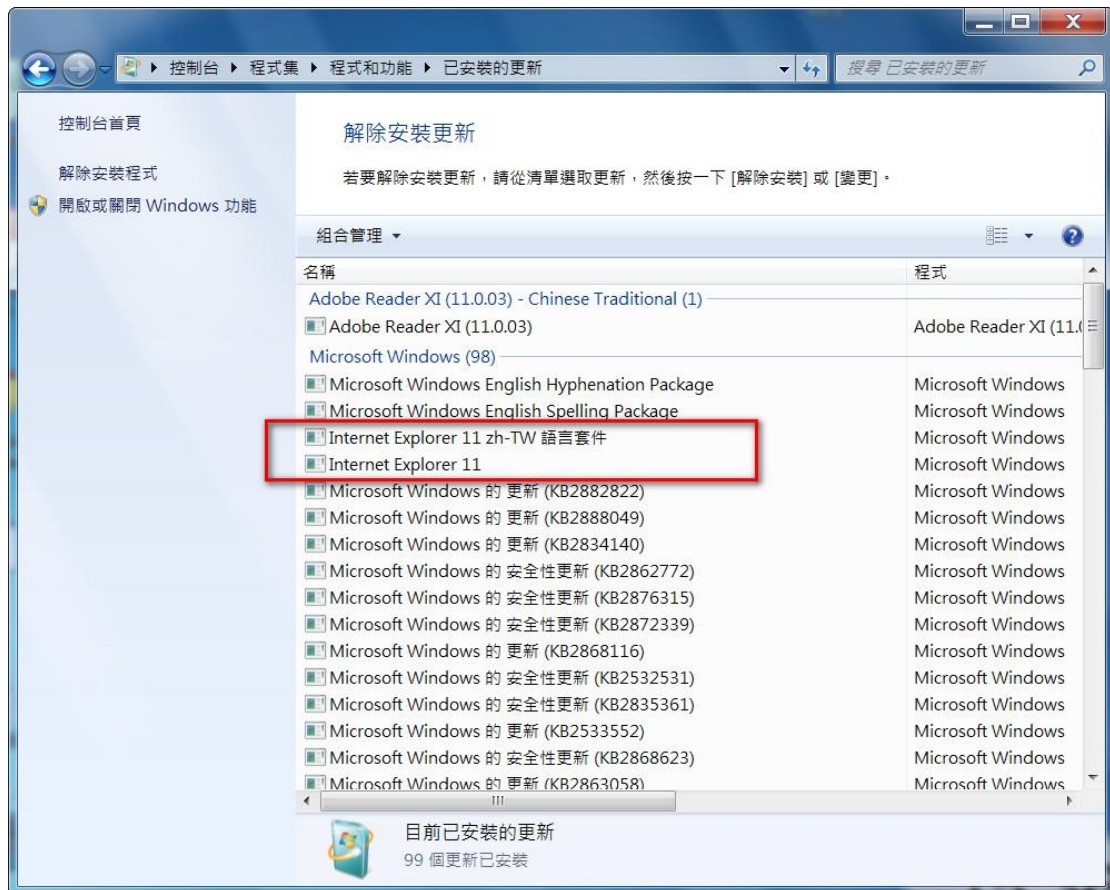 控制台 ▸ 程式集 ▸ 程式和功能 ▸ 已安裝的更新
搜尋 已安裝的更新
控制台首頁
解除安裝程式
開啟或關閉 Windows 功能
解除安裝更新
若要解除安裝更新，請從清單選取更新，然後按一下 [解除安裝] 或 [變更]。
組合管理
名稱 程式
Adobe Reader XI (11.0.03) - Chinese Traditional (1)
Adobe Reader XI (11.0.03) Adobe Reader XI (11.(
Microsoft Windows (98)
Microsoft Windows English Hyphenation Package Microsoft Windows
Microsoft Windows English Spelling Package Microsoft Windows
Internet Explorer 11 zh-TW 語言套件 Microsoft Windows
Internet Explorer 11 Microsoft Windows
Microsoft Windows 的 更新 (KB2882822) Microsoft Windows
Microsoft Windows 的 更新 (KB2888049) Microsoft Windows
Microsoft Windows 的 更新 (KB2834140) Microsoft Windows
Microsoft Windows 的 安全性更新 (KB2862772) Microsoft Windows
Microsoft Windows 的 安全性更新 (KB2876315) Microsoft Windows
Microsoft Windows 的 安全性更新 (KB2872339) Microsoft Windows
Microsoft Windows 的 更新 (KB2868116) Microsoft Windows
Microsoft Windows 的 安全性更新 (KB2532531) Microsoft Windows
Microsoft Windows 的 安全性更新 (KB2835361) Microsoft Windows
Microsoft Windows 的 更新 (KB2533552) Microsoft Windows
Microsoft Windows 的 安全性更新 (KB2868623) Microsoft Windows
Microsoft Windows 的 更新 (KB2863058) Microsoft Windows
目前已安裝的更新
99 個更新已安裝